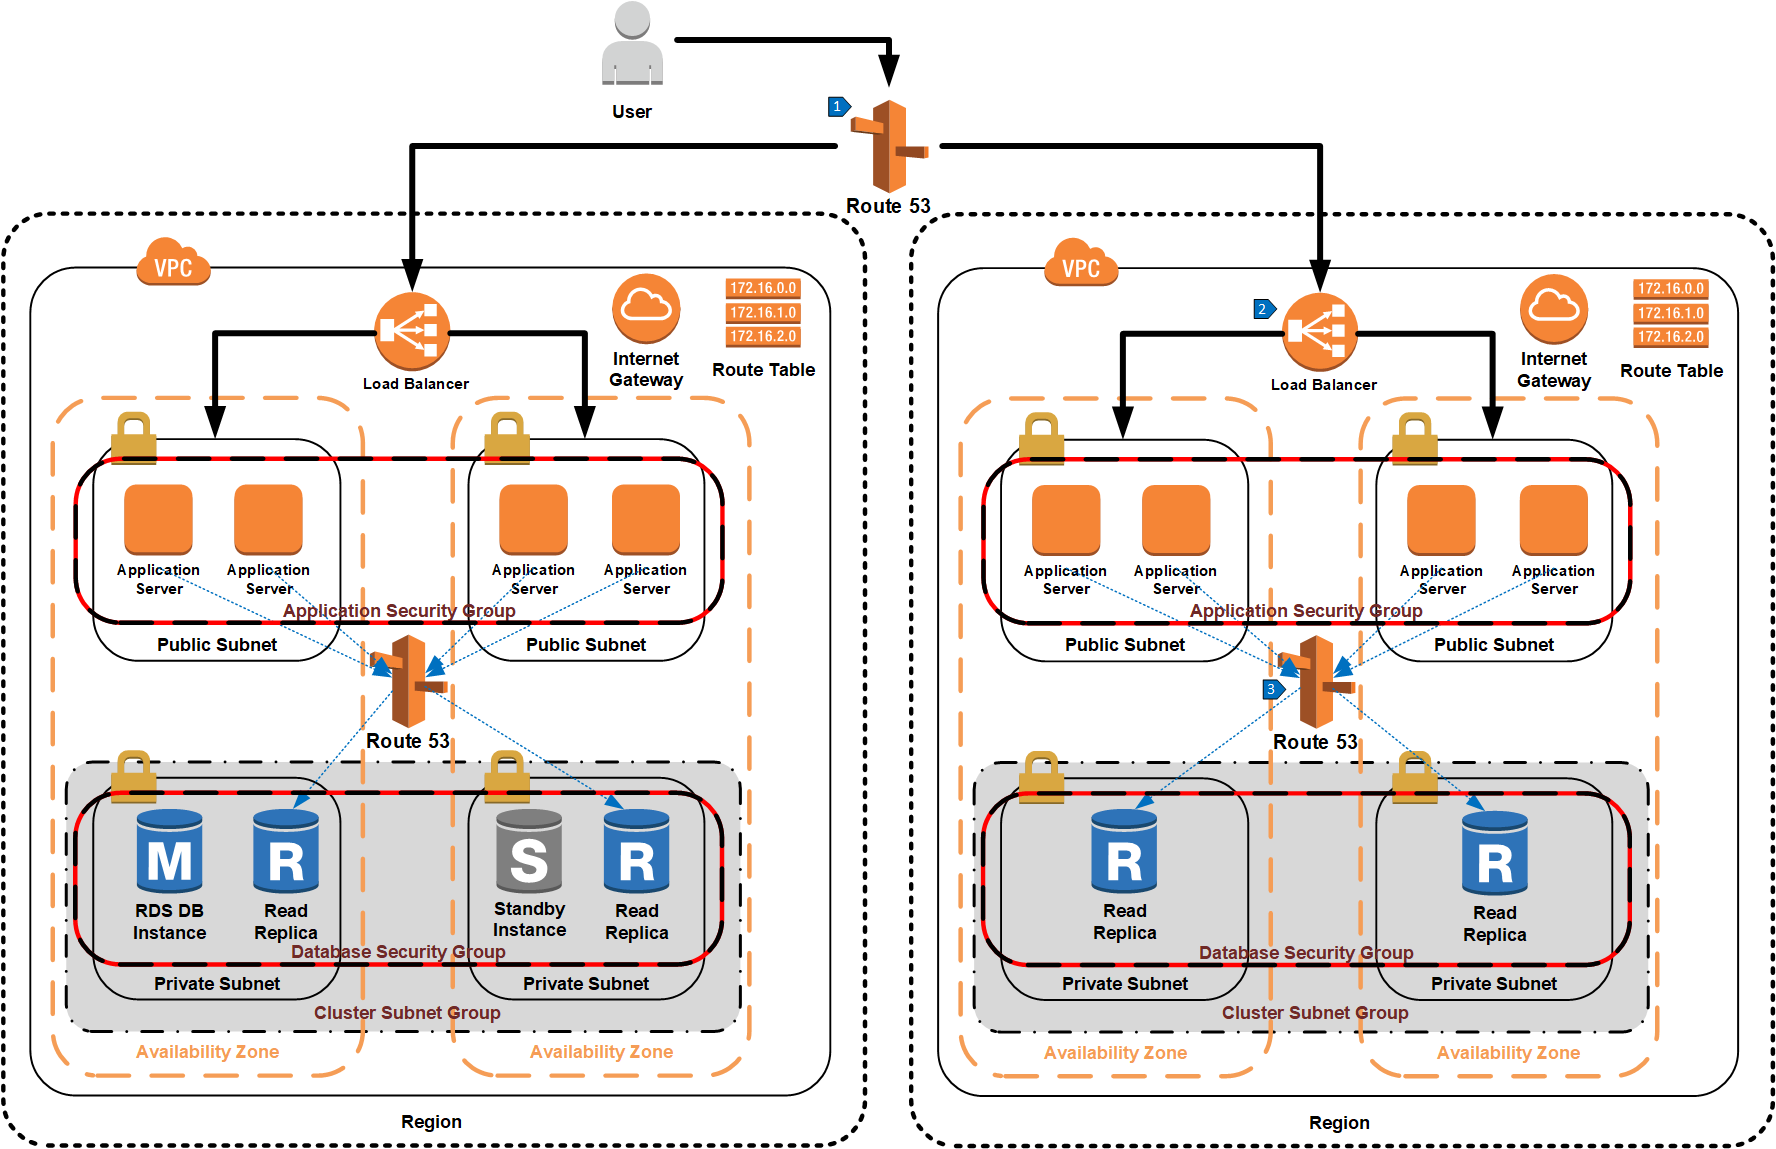 User
1
Route 53
VPC
172.16.0.0
172.16.1.0
172.16.2.0
Internet
Gateway
Route Table
Load Balancer
Application
Server
Application
Server
Application
Server
Application
Server
Application Security Group
Public Subnet
Public Subnet
Route 53
M
R
S
R
RDS DB
Instance
Read
Replica
Standby
Instance
Read
Replica
Database Security Group
Private Subnet
Private Subnet
Cluster Subnet Group
Availability Zone
Availability Zone
Region
VPC
2
172.16.0.0
172.16.1.0
172.16.2.0
Internet
Gateway
Route Table
Load Balancer
Application
Server
Application
Server
Application
Server
Application
Server
Application Security Group
Public Subnet
Public Subnet
3
Route 53
R
R
Read
Replica
Read
Replica
Database Security Group
Private Subnet
Private Subnet
Cluster Subnet Group
Availability Zone
Availability Zone
Region